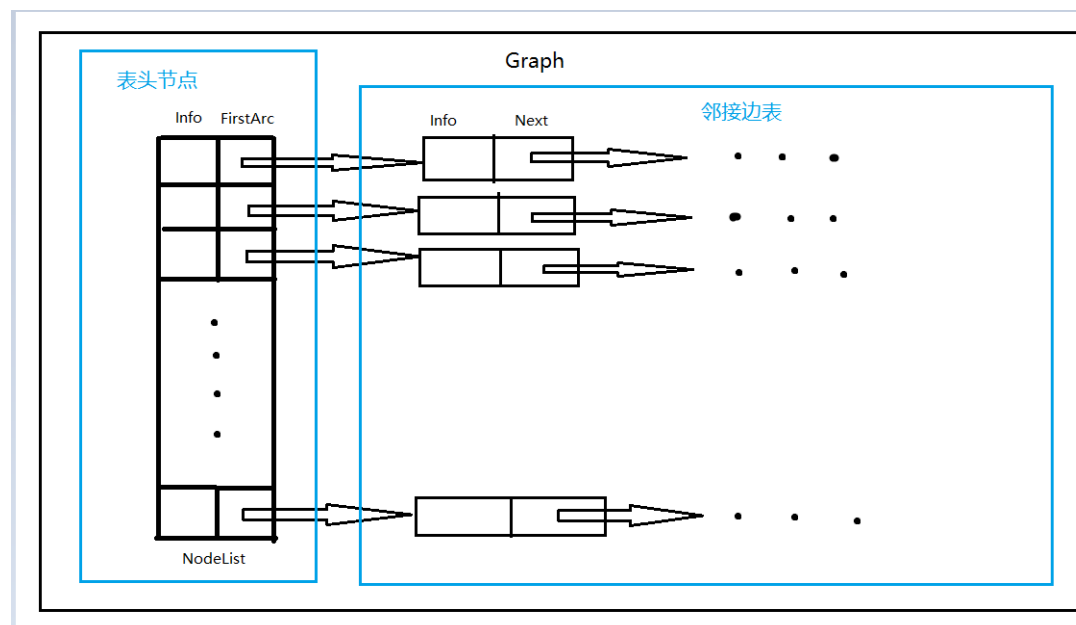 Graph
表头节点
邻接边表
Info FirstArc
Info Next
NodeList